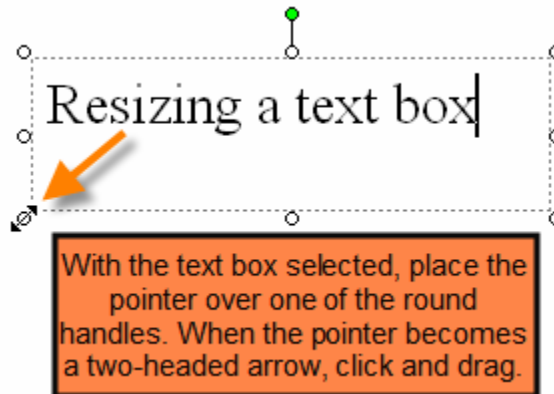 Resizing a text box
With the text box selected, place the
pointer over one of the round
handles. When the pointer becomes
a two-headed arrow, click and drag.